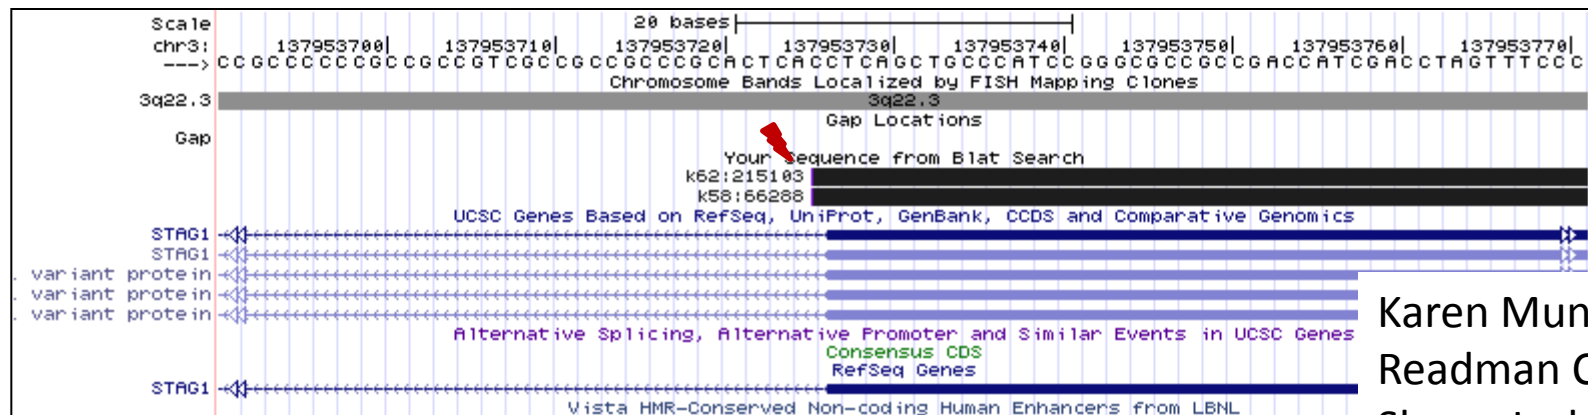 Scale 20 bases
chr3: 137953700 137953710 137953720 137953730 137953740 137953750 137953760 137953770
---> CCGCCCCCCGCCGCCGTCGCCGCCGCCCGCACTCACCTCAGCTGCCCATCCGGGCGCCGCCGACCATCGACCTAGTTTCCC
Chromosome Bands Localized by FISH Mapping Clones
3q22.3 3q22.3
Gap Locations
Gap
Your Sequence from Blat Search
k62:215103
k58:66288
UCSC Genes Based on RefSeq, UniProt, GenBank, CCDS and Comparative Genomics
STAG1
STAG1
. variant protein
. variant protein
. variant protein
Alternative Splicing, Alternative Promoter and Similar Events in UCSC Genes
Consensus CDS
RefSeq Genes
STAG1
Vista HMR-Conserved Non-coding Human Enhancers from LBNL
Karen Mun
Readman